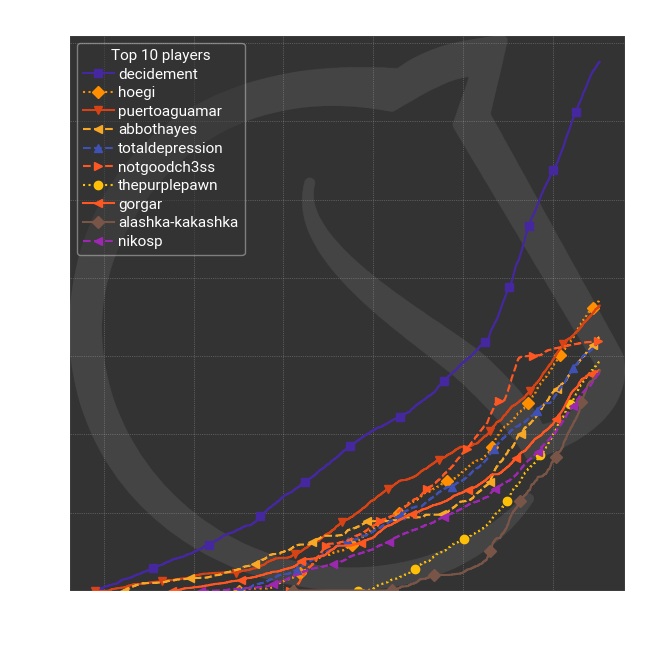 Top 10 players
decidement
hoegi
puertoaguamar
abbothayes
totaldepression
notgoodch3ss
thepurplepawn
gorgar
alashka-kakashka
nikosp